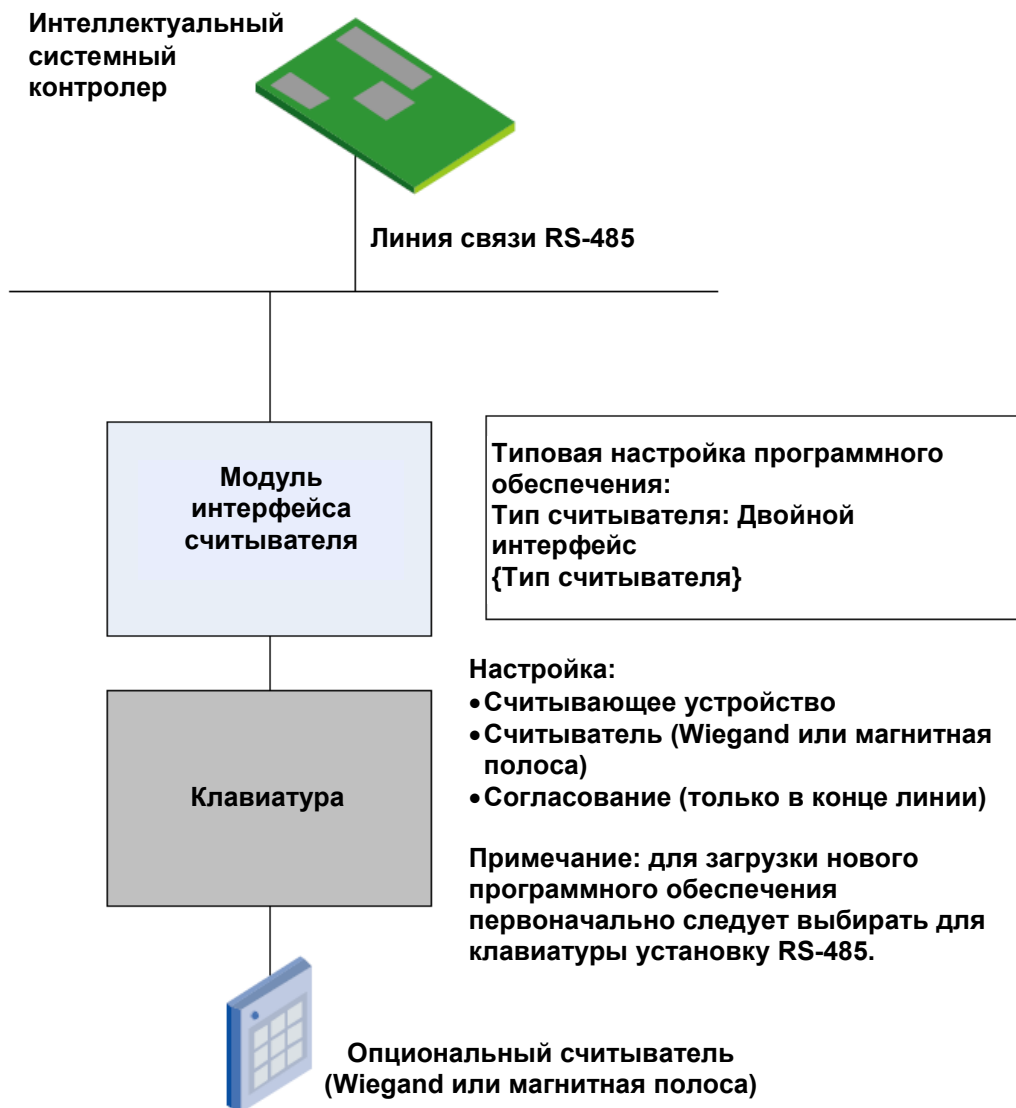 Интеллектуальный
системный
контролер
Линия связи RS-485
Модуль
интерфейса
считывателя
Типовая настройка программного
обеспечения:
Тип считывателя: Двойной
интерфейс
{Тип считывателя}
Клавиатура
Настройка:
•Считывающее устройство
•Считыватель (Wiegand или магнитная
полоса)
•Согласование (только в конце линии)
Примечание: для загрузки нового
программного обеспечения
первоначально следует выбирать для
клавиатуры установку RS-485.
Опциональный считыватель
(Wiegand или магнитная полоса)